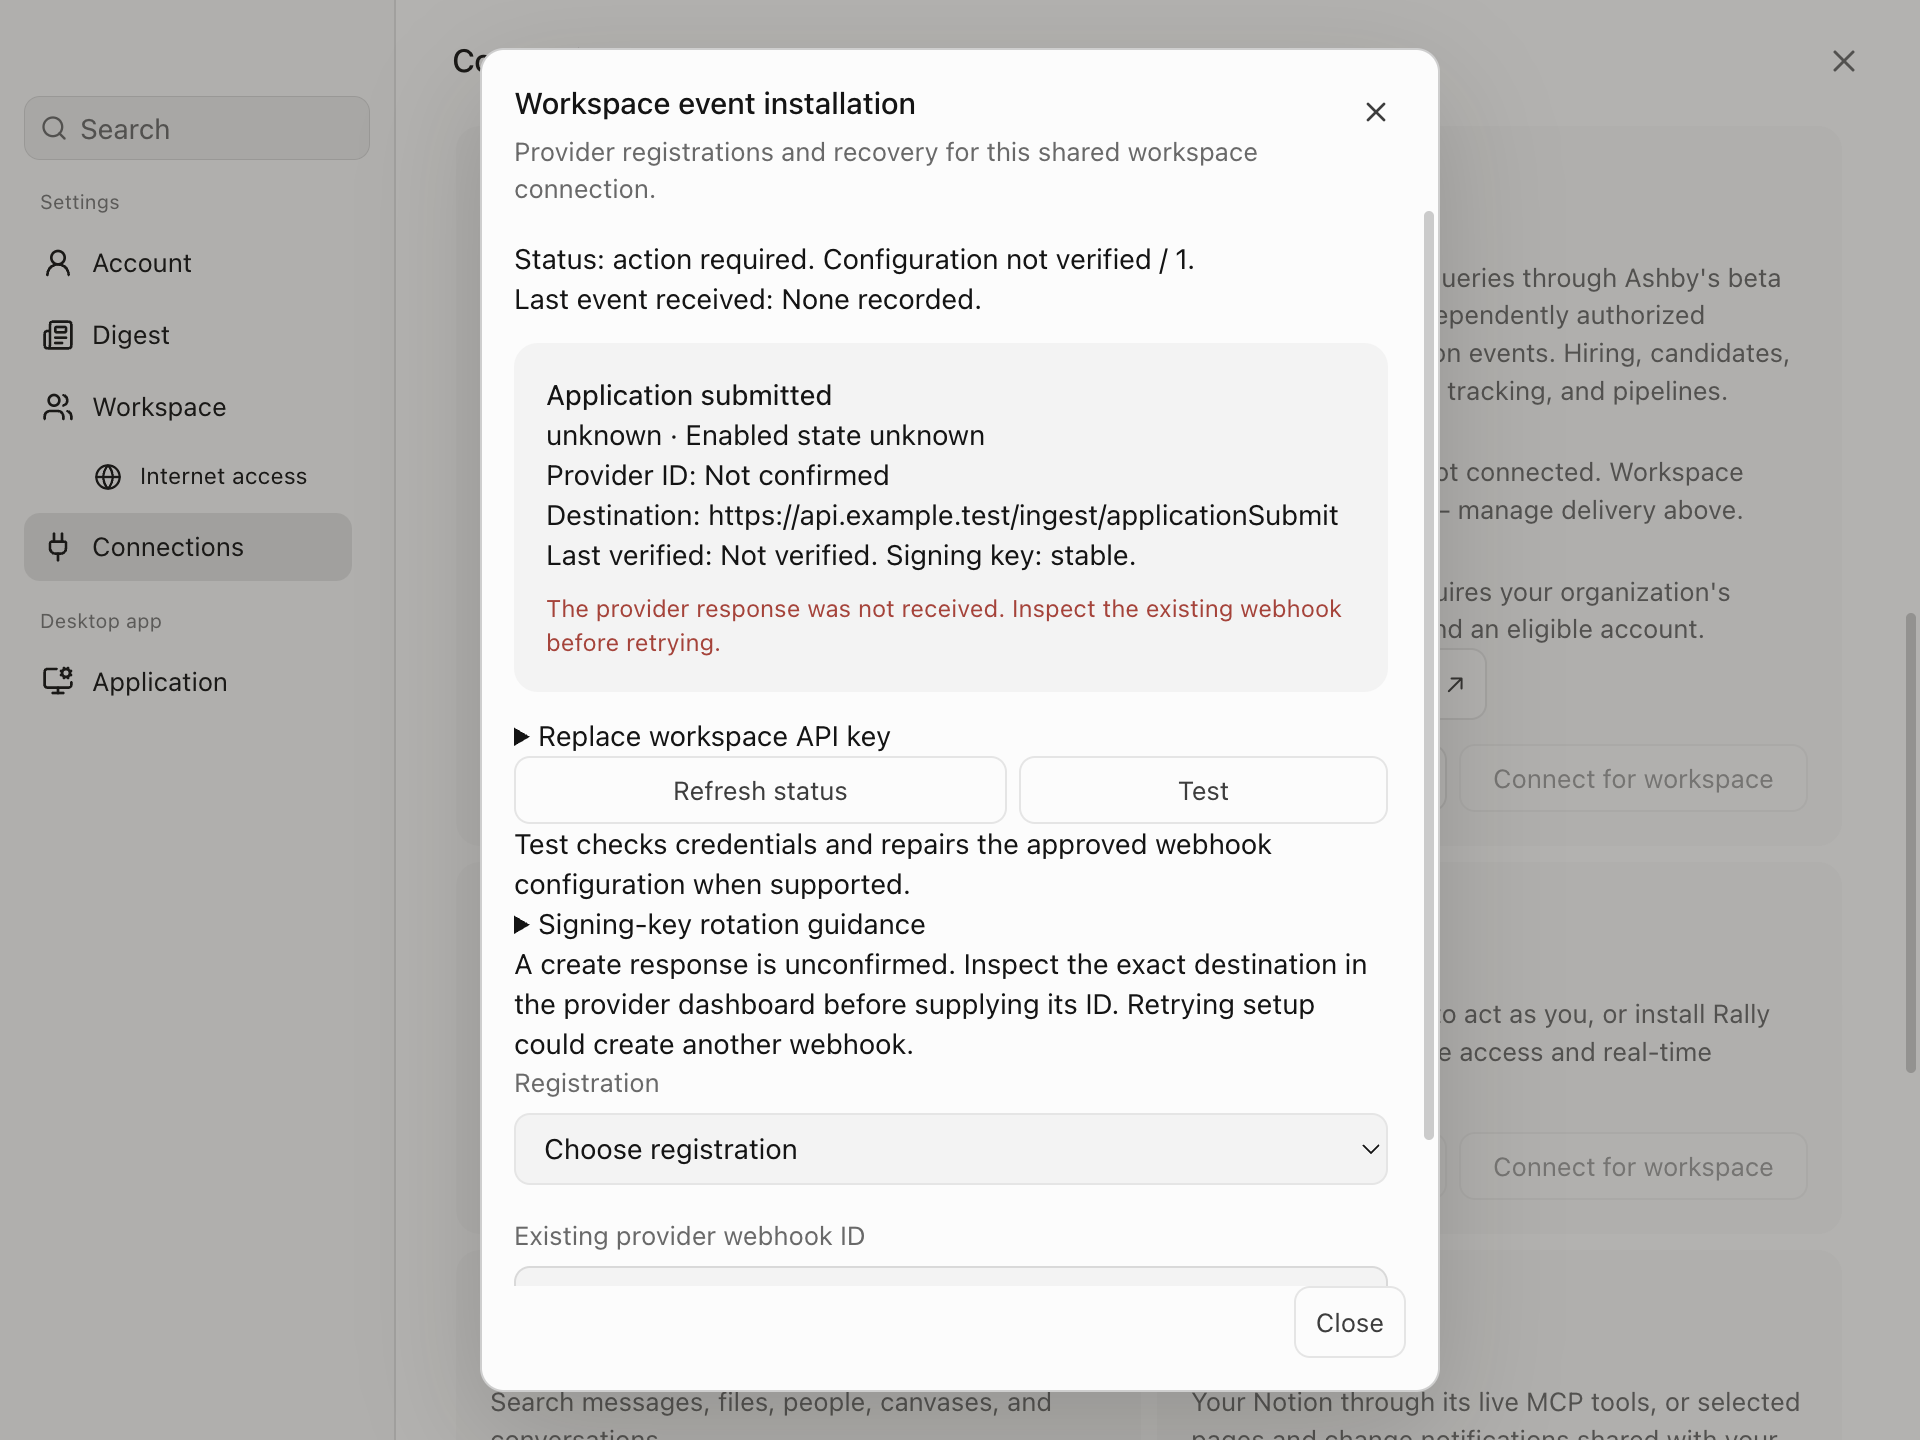 Search
Settings
Account
Digest
Workspace
Internet access
Connections
Desktop app
Application
Workspace event installation
Provider registrations and recovery for this shared workspace
connection.
Status: action required. Configuration not verified / 1.
Last event received: None recorded.
Application submitted
unknown · Enabled state unknown
Provider ID: Not confirmed
Destination: https://api.example.test/ingest/applicationSubmit
Last verified: Not verified. Signing key: stable.
The provider response was not received. Inspect the existing webhook
before retrying.
▶ Replace workspace API key
Refresh status
Test
Test checks credentials and repairs the approved webhook
configuration when supported.
▶ Signing-key rotation guidance
A create response is unconfirmed. Inspect the exact destination in
the provider dashboard before supplying its ID. Retrying setup
could create another webhook.
Registration
Choose registration
Existing provider webhook ID
Close
through Ashby's beta
authorized
events. Hiring, candidates,
tracking, and pipelines.
connected. Workspace
– manage delivery above.
your organization's
an eligible account.
Connect for workspace
to act as you, or install Rally
access and real-time
Connect for workspace
Search messages, files, people, canvases, and
conversations.
Your Notion through its live MCP tools, or selected
pages and change notifications shared with your